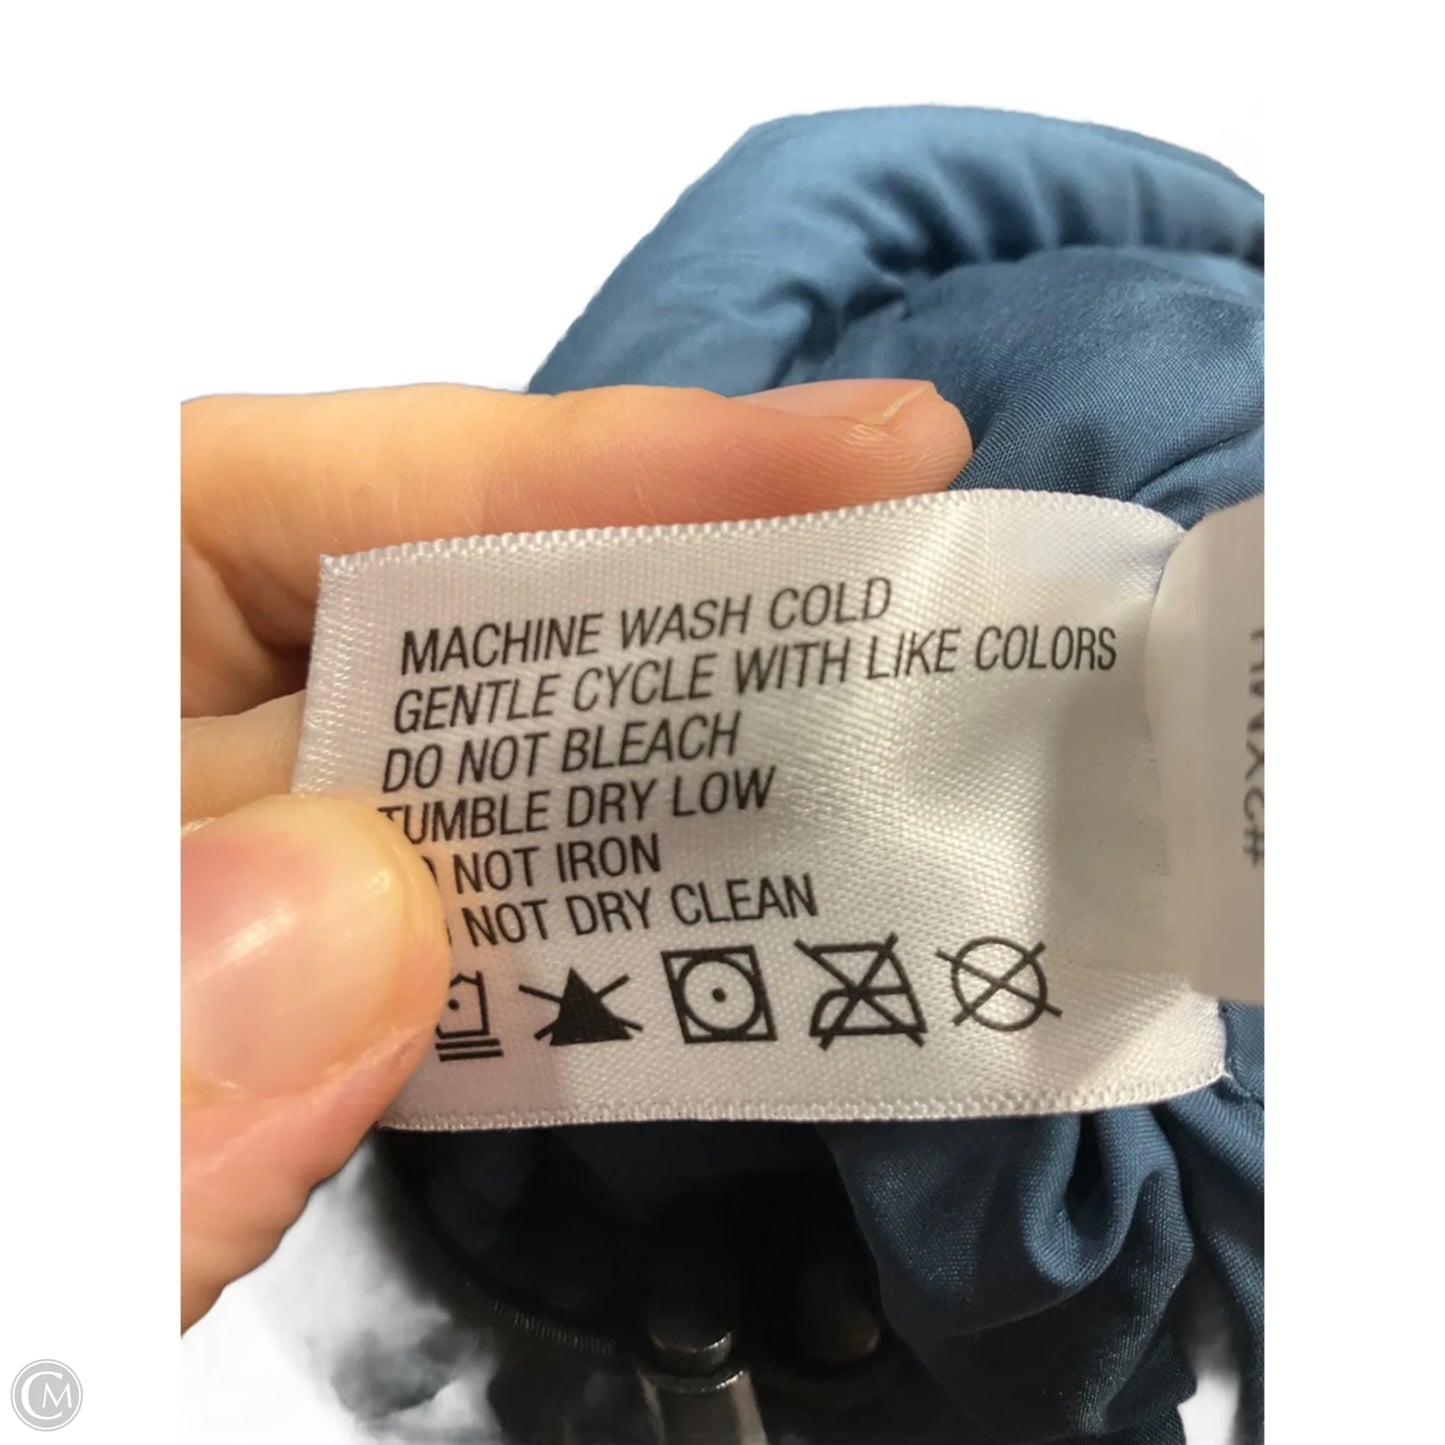 MACHINE WASH COLD
GENTLE CYCLE WITH LIKE COLORS
DO NOT BLEACH
TUMBLE DRY LOW
NOT IRON
NOT DRY CLEAN
CM